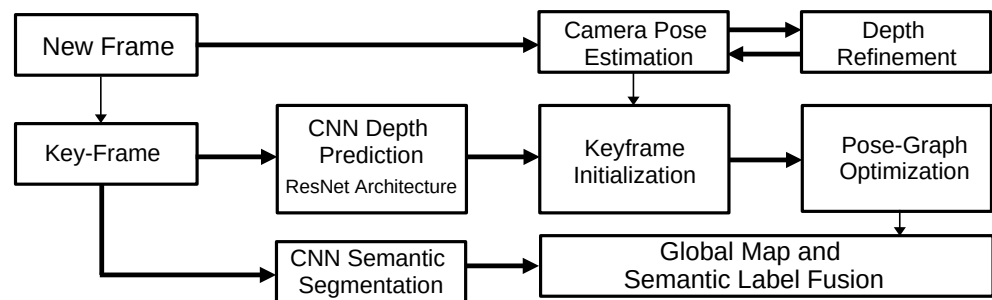 New Frame
Camera Pose
Estimation
Depth
Refinement
Key-Frame
CNN Depth
Prediction
ResNet Architecture
Keyframe
Initialization
Pose-Graph
Optimization
CNN Semantic
Segmentation
Global Map and
Semantic Label Fusion